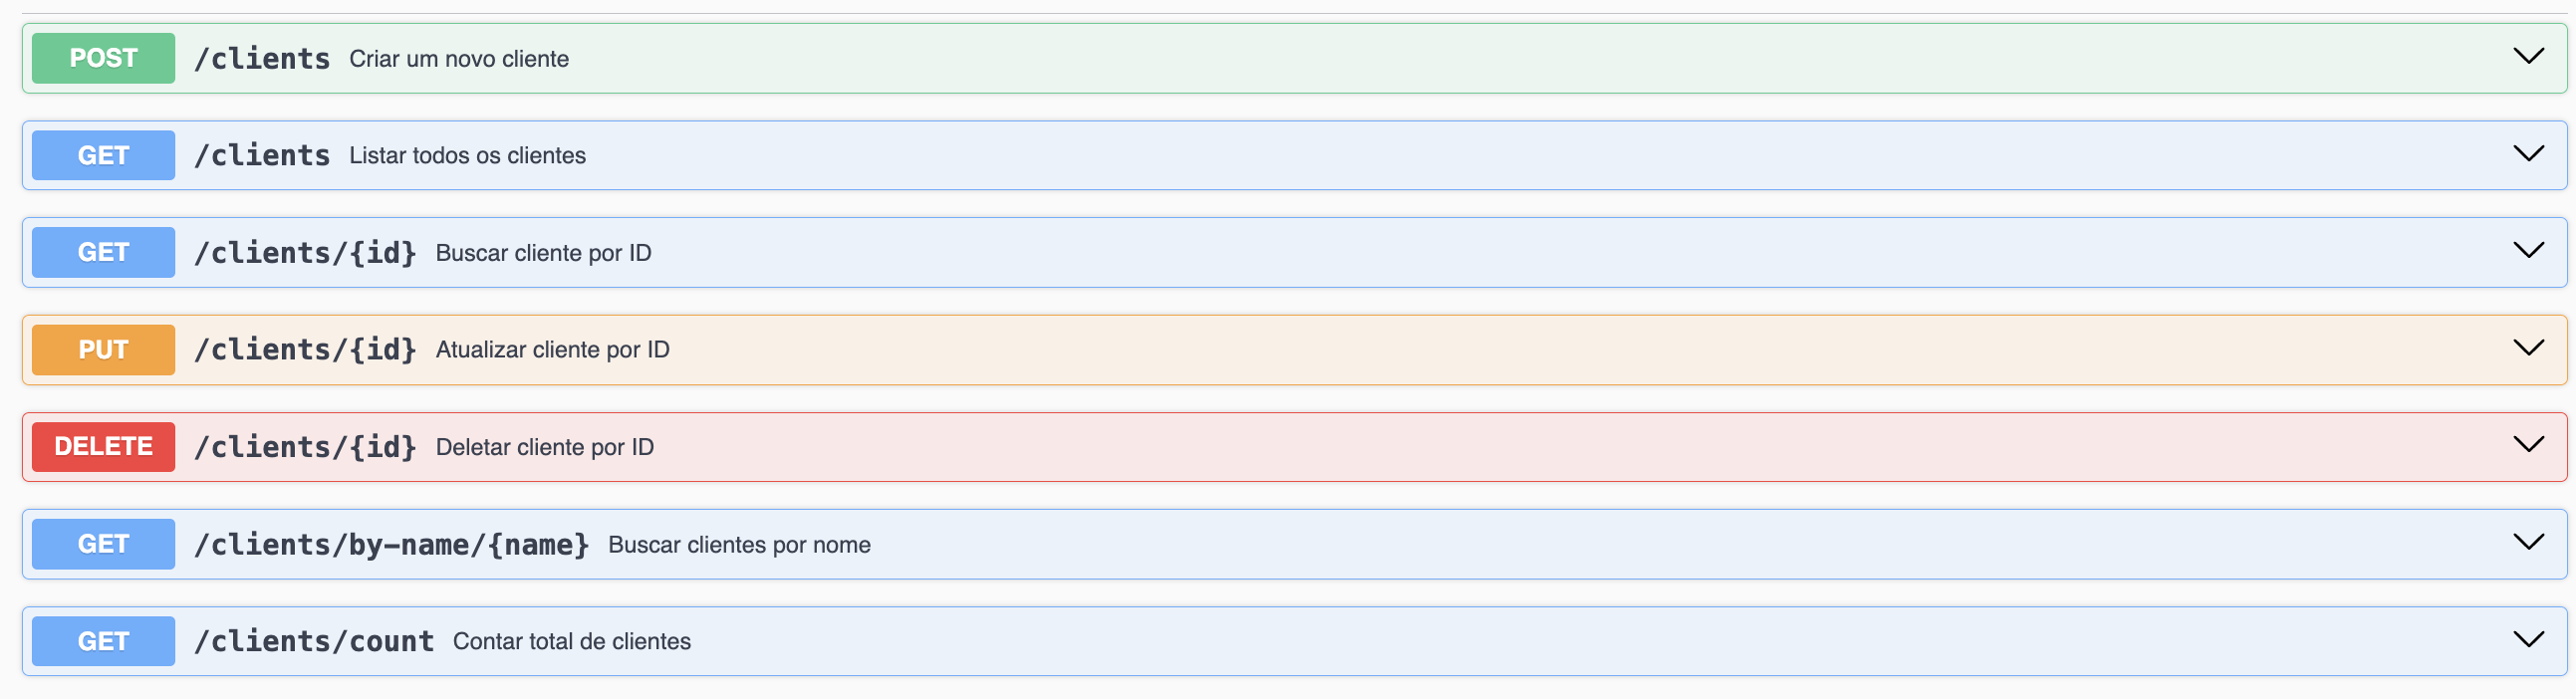 POST /clients Criar um novo cliente
GET /clients Listar todos os clientes
GET /clients/{id} Buscar cliente por ID
PUT /clients/{id} Atualizar cliente por ID
DELETE /clients/{id} Deletar cliente por ID
GET /clients/by-name/{name} Buscar clientes por nome
GET /clients/count Contar total de clientes